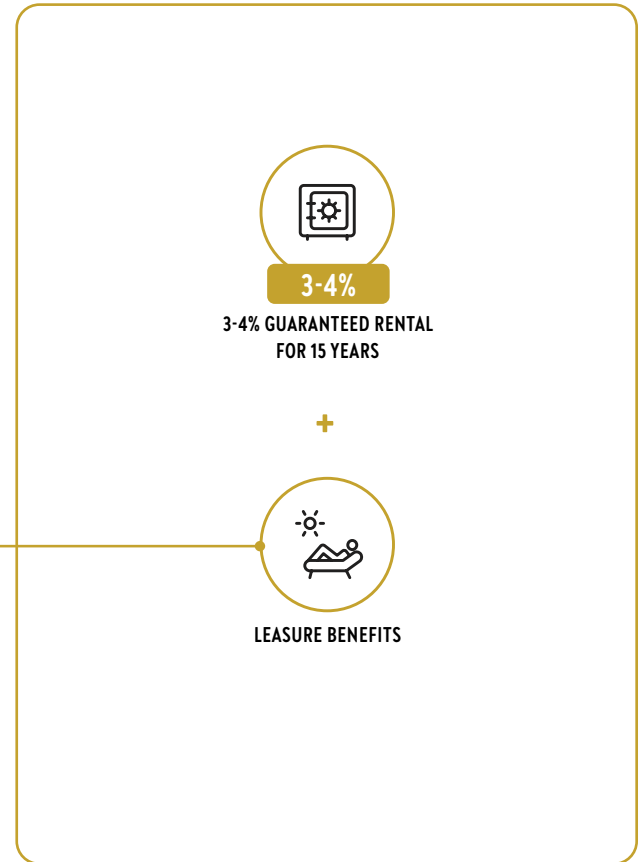 3-4%
3-4% GUARANTEED RENTAL
FOR 15 YEARS
+
LEASURE BENEFITS